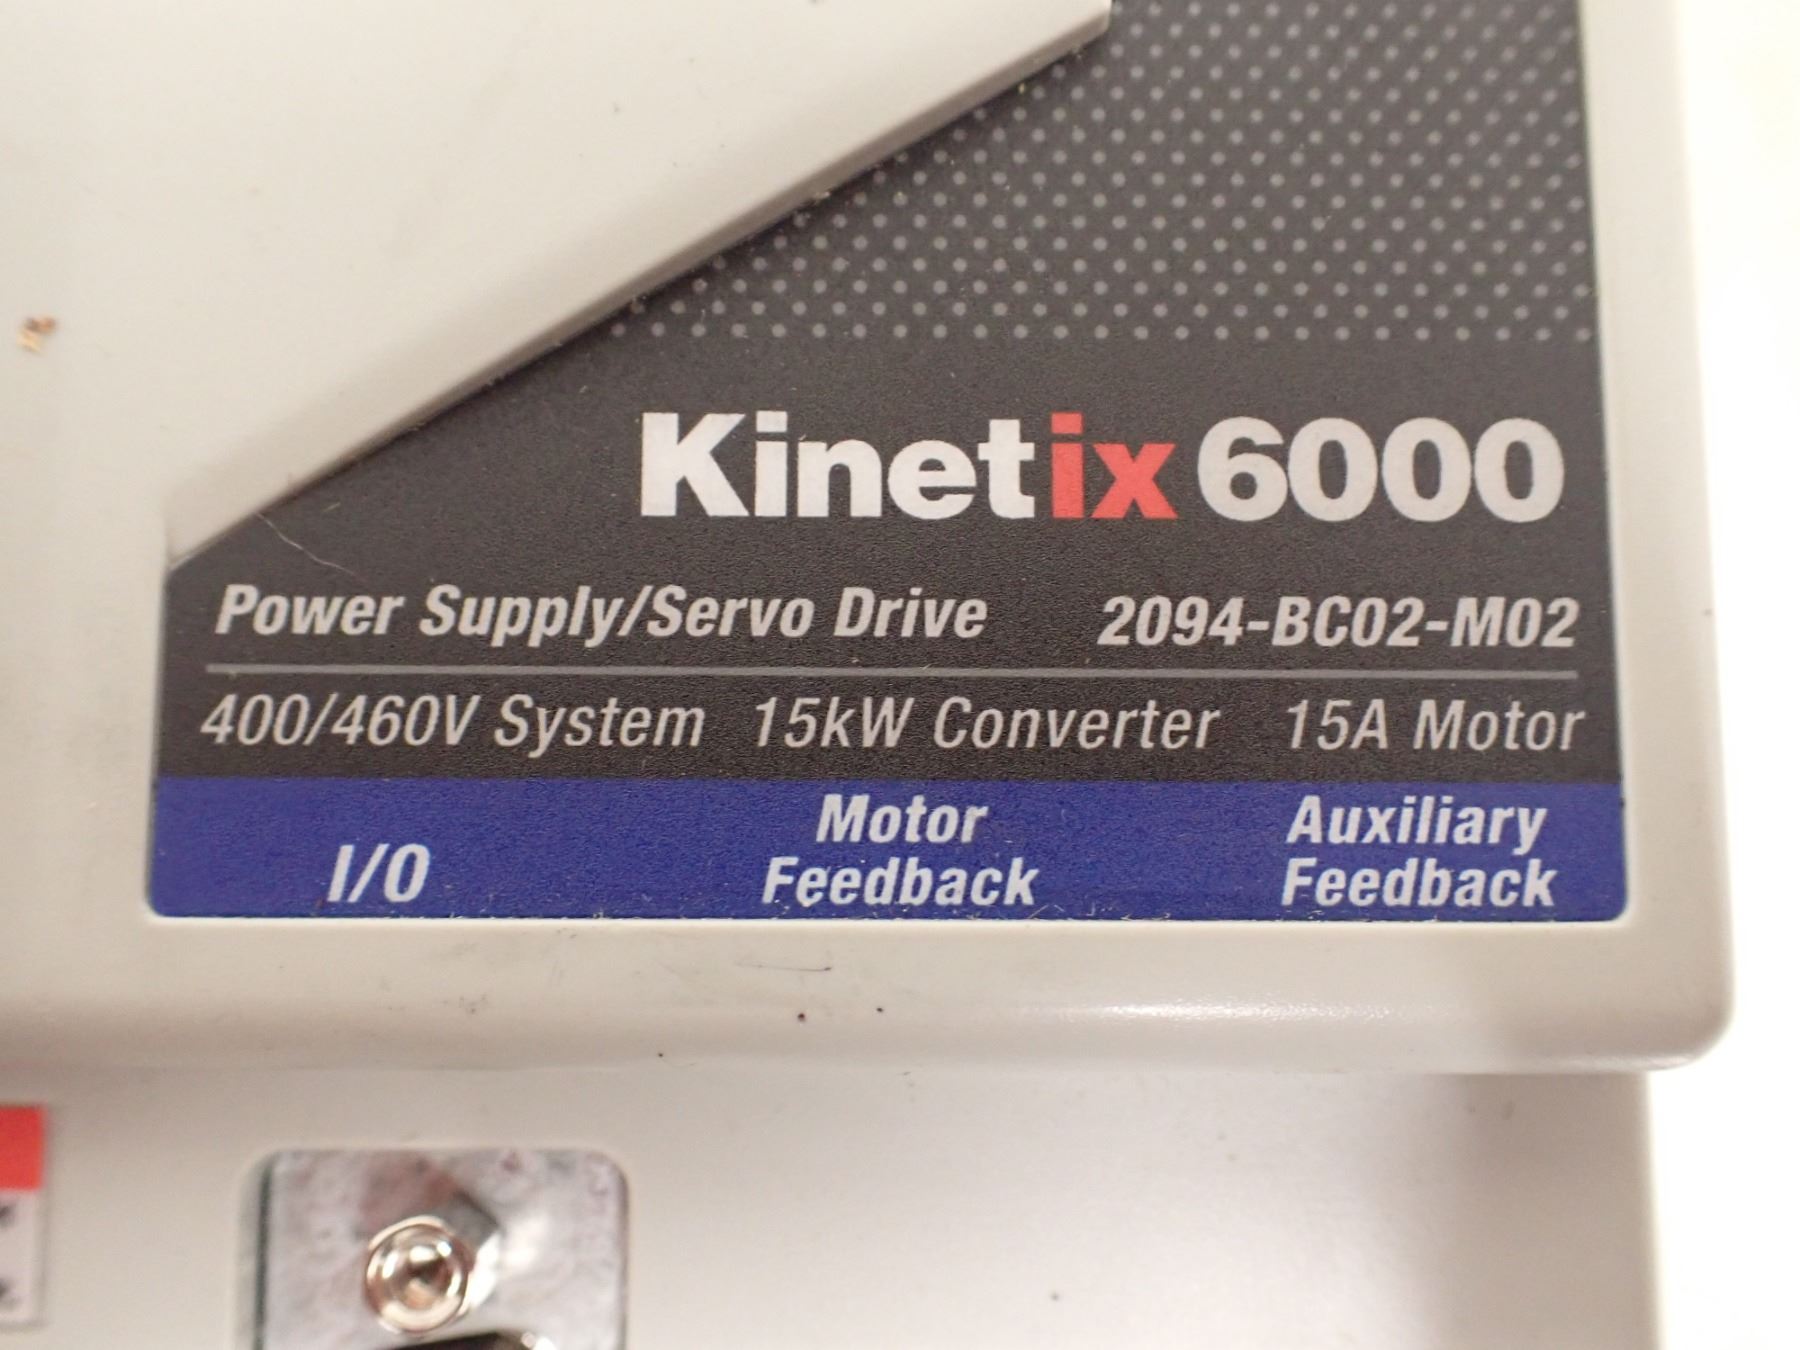 Kinetix 6000
Power Supply/Servo Drive 2094-BC02-M02
400/460V System 15kW Converter 15A Motor
I/O
Motor
Feedback
Auxiliary
Feedback